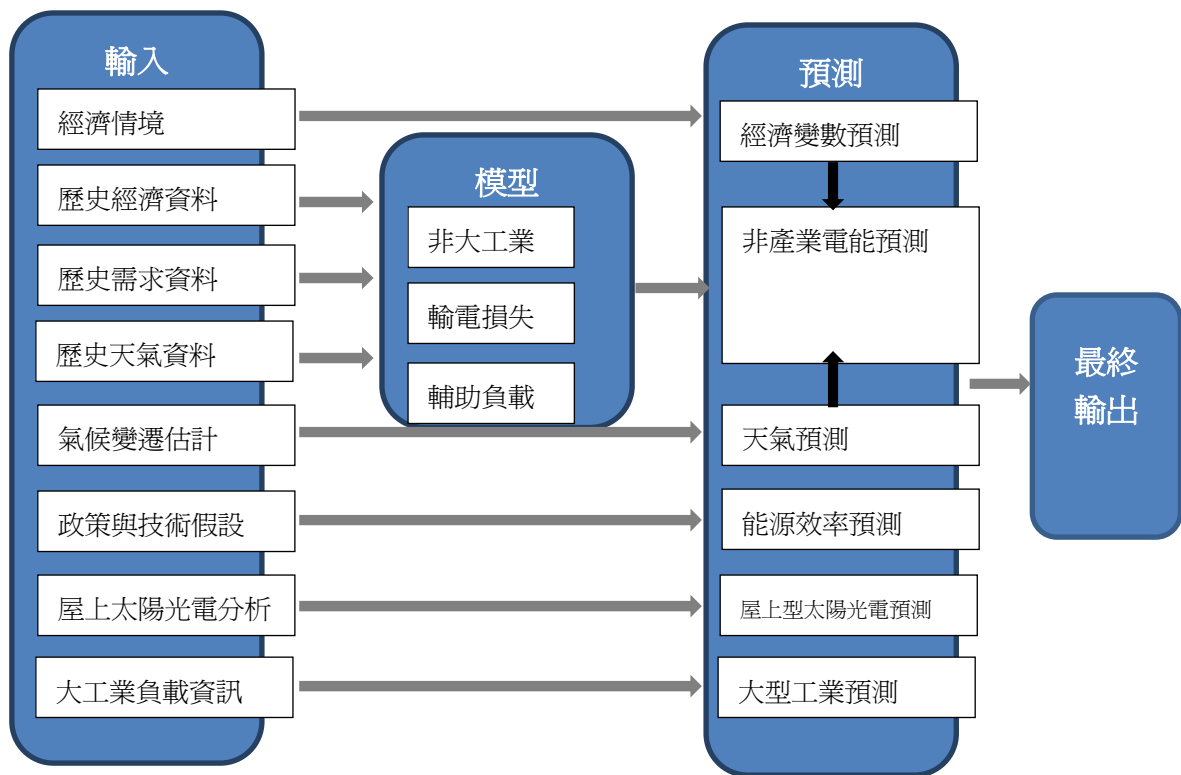 輸入
經濟情境
歷史經濟資料
歷史需求資料
歷史天氣資料
氣候變遷估計
政策與技術假設
屋上太陽光電分析
大工業負載資訊
模型
非大工業
輸電損失
輔助負載
預測
經濟變數預測
非產業電能預測
天氣預測
能源效率預測
屋上型太陽光電預測
大型工業預測
最終
輸出